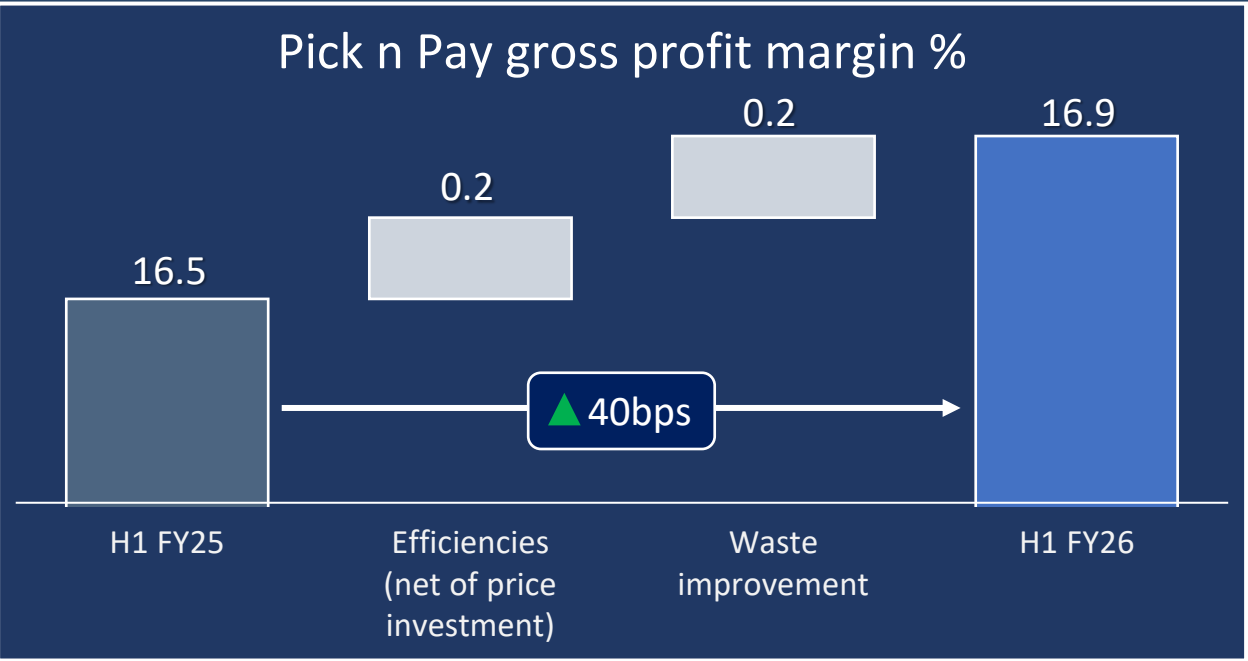 Pick n Pay gross profit margin %
16.5
0.2
0.2
16.9
▲ 40bps
H1 FY25
Efficiencies
(net of price
investment)
Waste
improvement
H1 FY26